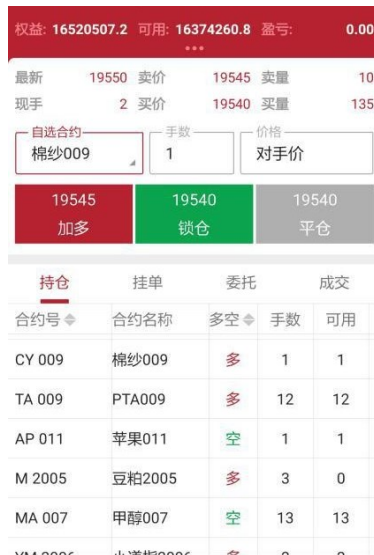 权益: 16520507.2 可用: 16374260.8 盈亏: 0.00
最新 19550 卖价 19545 卖量 10
现手 2 买价 19540 买量 135
自选合约 手数 价格
棉纱009 1 对手价
19545 19540 19540
加多 锁仓 平仓
持仓 挂单 委托 成交
合约号 合约名称 多空 手数 可用
CY 009 棉纱009 多 1 1
TA 009 PTA009 多 12 12
AP 011 苹果011 空 1 1
M 2005 豆粕2005 多 3 0
MA 007 甲醇007 空 13 13